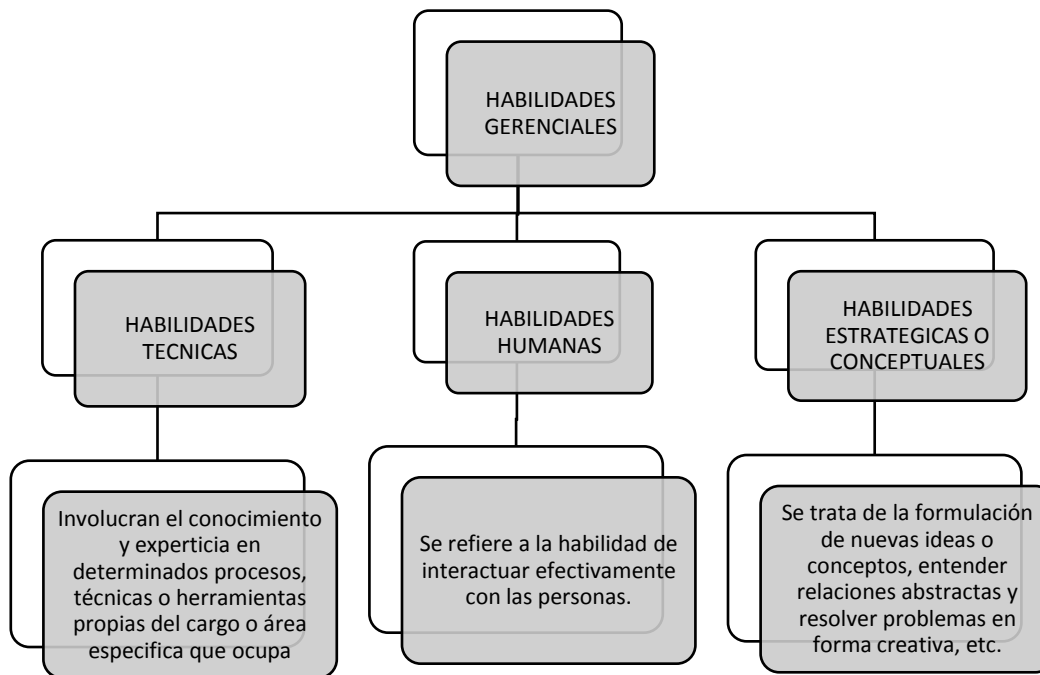 HABILIDADES
GERENCIALES
HABILIDADES
TECNICAS
HABILIDADES
HUMANAS
HABILIDADES
ESTRATEGICAS O
CONCEPTUALES
Involucran el conocimiento
y experticia en
determinados procesos,
técnicas o herramientas
propias del cargo o área
especifica que ocupa
Se refiere a la habilidad de
interactuar efectivamente
con las personas.
Se trata de la formulación
de nuevas ideas o
conceptos, entender
relaciones abstractas y
resolver problemas en
forma creativa, etc.